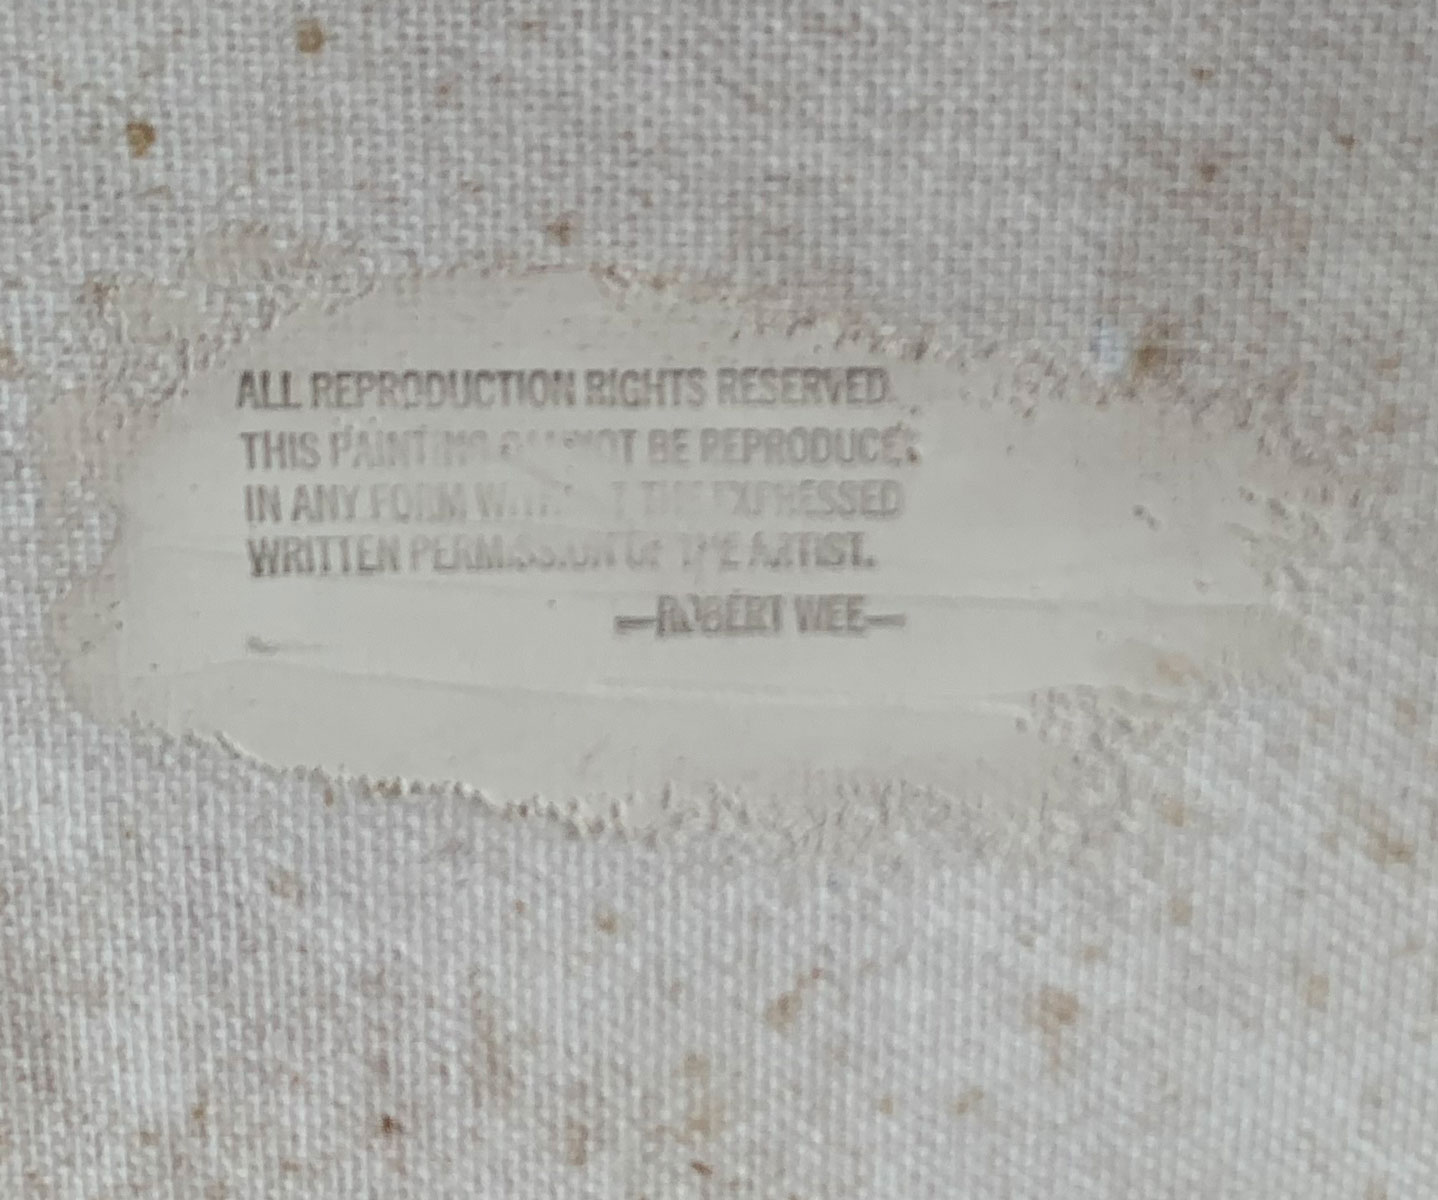 ALL REPRODUCTION RIGHTS RESERVED.
THIS PAINTING CANNOT BE REPRODUCED
IN ANY FORM WITHOUT THE EXPRESSED
WRITTEN PERMISSION OF THE ARTIST.
—ROBERT WEE—